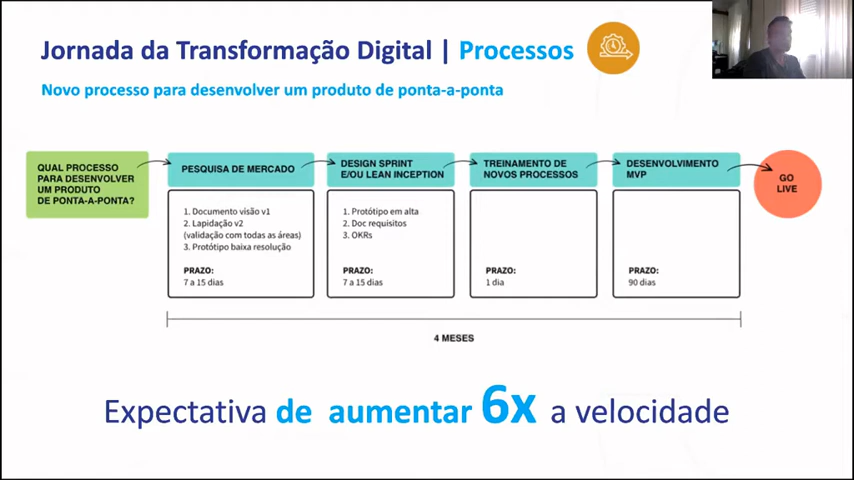 Jornada da Transformação Digital | Processos
Novo processo para desenvolver um produto de ponta-a-ponta
QUAL PROCESSO
PARA DESENVOLVER
UM PRODUTO
DE PONTA-A-PONTA?
PESQUISA DE MERCADO
1. Documento visão v1
2. Lapidação v2
(validação com todas as áreas)
3. Protótipo baixa resolução
PRAZO:
7 a 15 dias
DESIGN SPRINT
E/OU LEAN INCEPTION
1. Protótipo em alta
2. Doc requisitos
3. OKRs
PRAZO:
7 a 15 dias
TREINAMENTO DE
NOVOS PROCESSOS
PRAZO:
1 dia
DESENVOLVIMENTO
MVP
PRAZO:
90 dias
GO
LIVE
4 MESES
Expectativa de aumentar 6x a velocidade